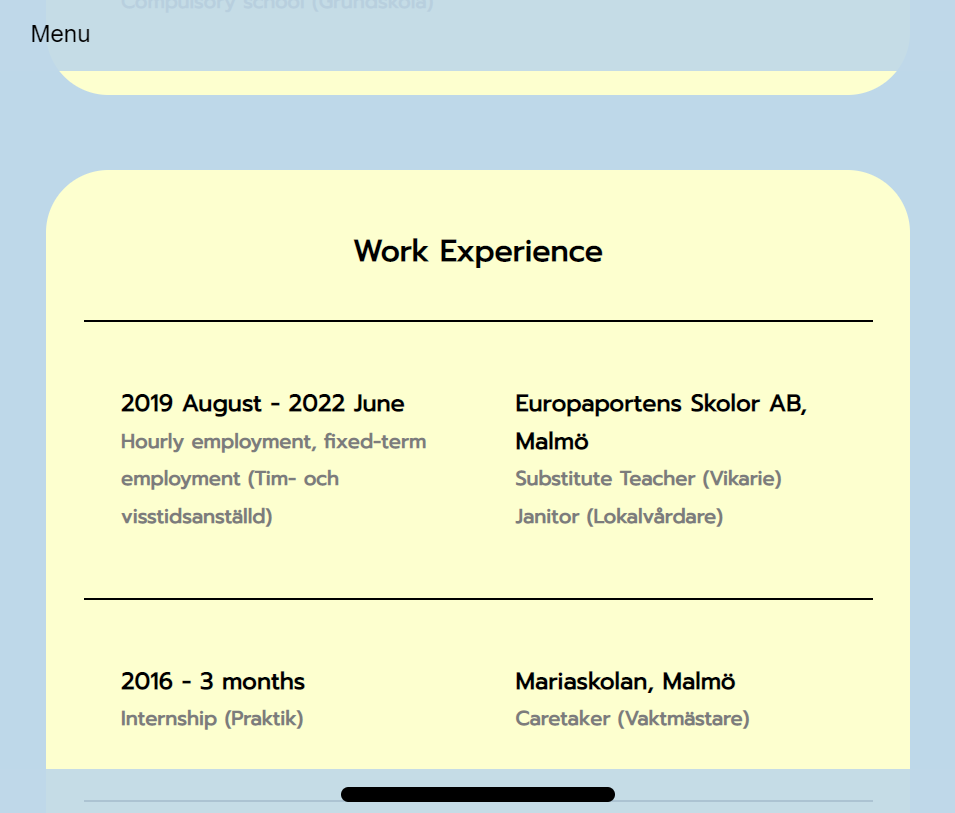 Compulsory school (Grundskola)
Menu
Work Experience
2019 August - 2022 June
Hourly employment, fixed-term
employment (Tim- och
visstidsanställd)
Europaportens Skolor AB,
Malmö
Substitute Teacher (Vikarie)
Janitor (Lokalvårdare)
2016 - 3 months
Internship (Praktik)
Mariaskolan, Malmö
Caretaker (Vaktmästare)